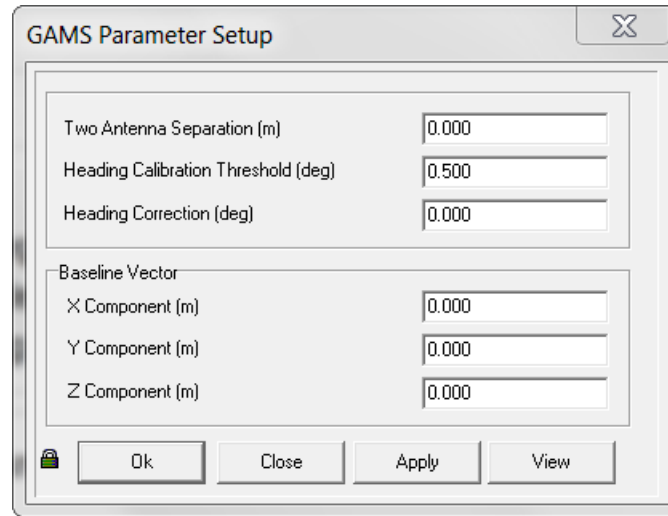 GAMS Parameter Setup
Two Antenna Separation (m) 0.000
Heading Calibration Threshold (deg) 0.500
Heading Correction (deg) 0.000
Baseline Vector
X Component (m) 0.000
Y Component (m) 0.000
Z Component (m) 0.000
Ok Close Apply View